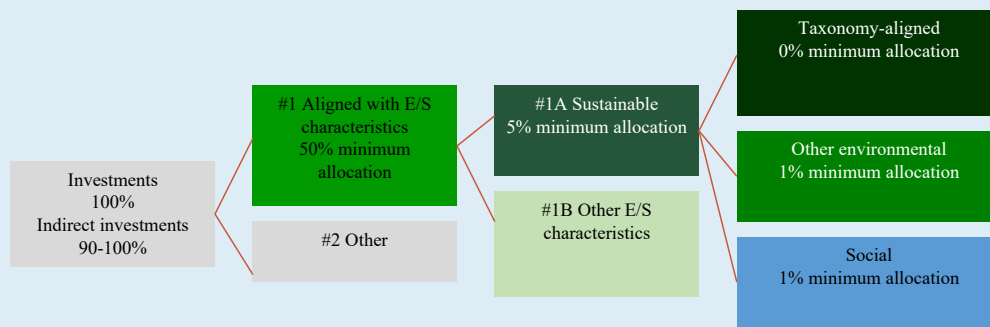 Investments
100%
Indirect investments
90-100%
#1 Aligned with E/S
characteristics
50% minimum
allocation
#2 Other
#1A Sustainable
5% minimum allocation
#1B Other E/S
characteristics
Taxonomy-aligned
0% minimum allocation
Other environmental
1% minimum allocation
Social
1% minimum allocation